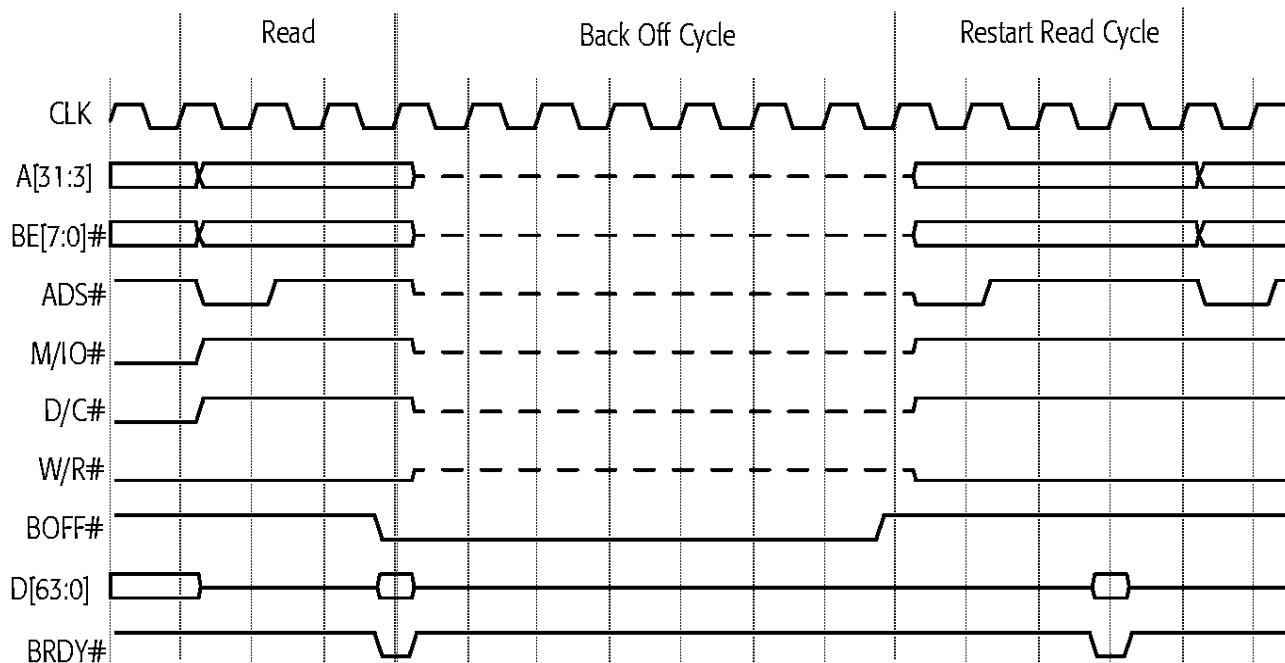 Read Back Off Cycle Restart Read Cycle
CLK
A[31:3]
BE[7:0]#
ADS#
M/IO#
D/C#
W/R#
BOFF#
D[63:0]
BRDY#